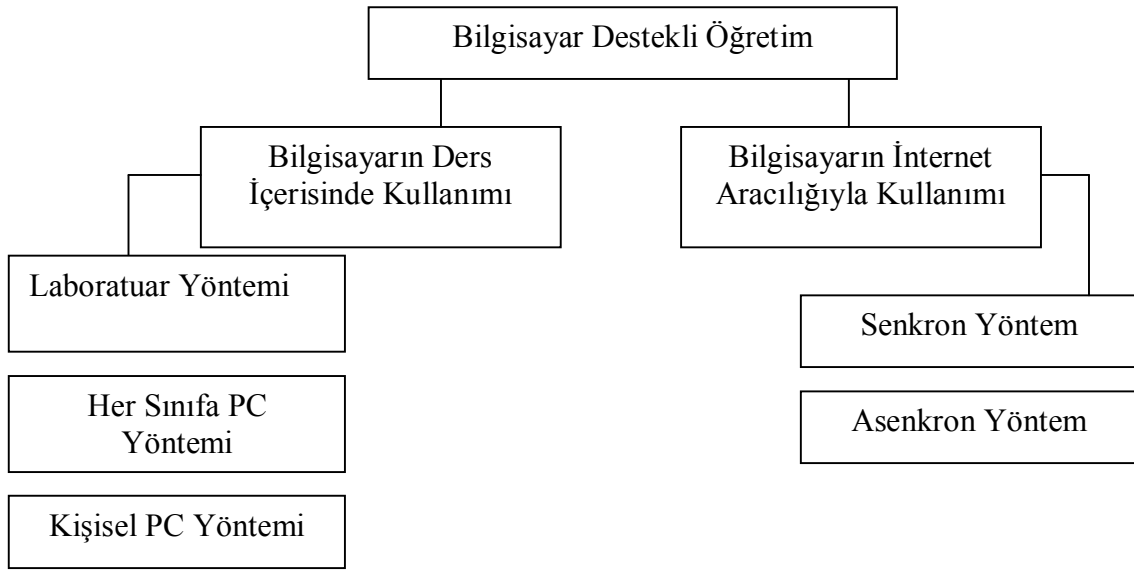 Bilgisayar Destekli Öğretim
Bilgisayarın Ders
İçerisinde Kullanımı
Bilgisayarın İnternet
Aracılığıyla Kullanımı
Laboratuar Yöntemi
Her Sınıfa PC
Yöntemi
Kişisel PC Yöntemi
Senkron Yöntem
Asenkron Yöntem